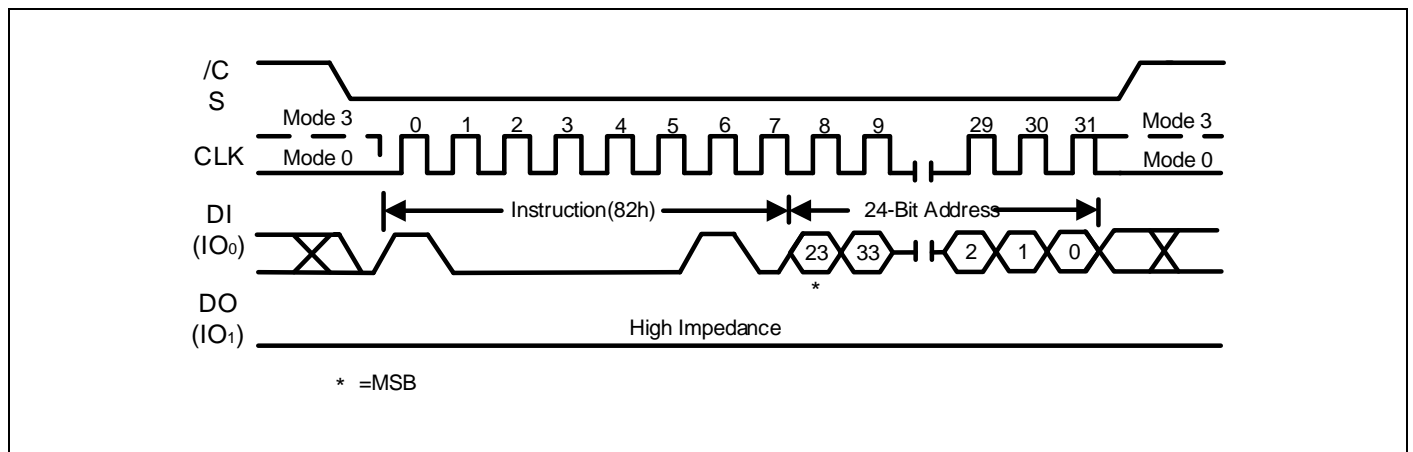 /C
S
Mode 3
0 1 2 3 4 5 6 7 8 9 29 30 31
Mode 3
CLK
Mode 0
Mode 0
DI
(IO₀)
Instruction(82h)
24-Bit Address
23 33 2 1 0
*
DO
(IO₁)
High Impedance
* =MSB